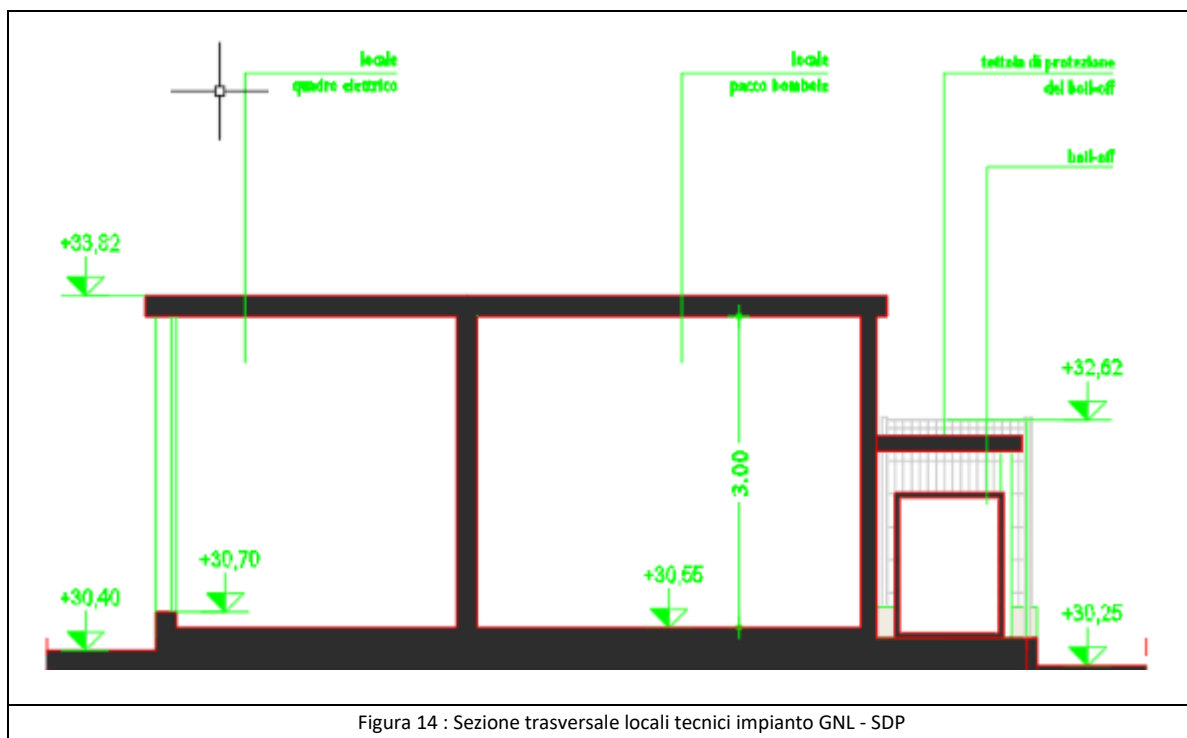 locale
quadro elettrico
locale
pacco bombole
tettoia di protezione
del boil-off
boil-off
+33,82
+32,62
3.00
+30,70
+30,55
+30,40
+30,25
Figura 14 : Sezione trasversale locali tecnici impianto GNL - SDP